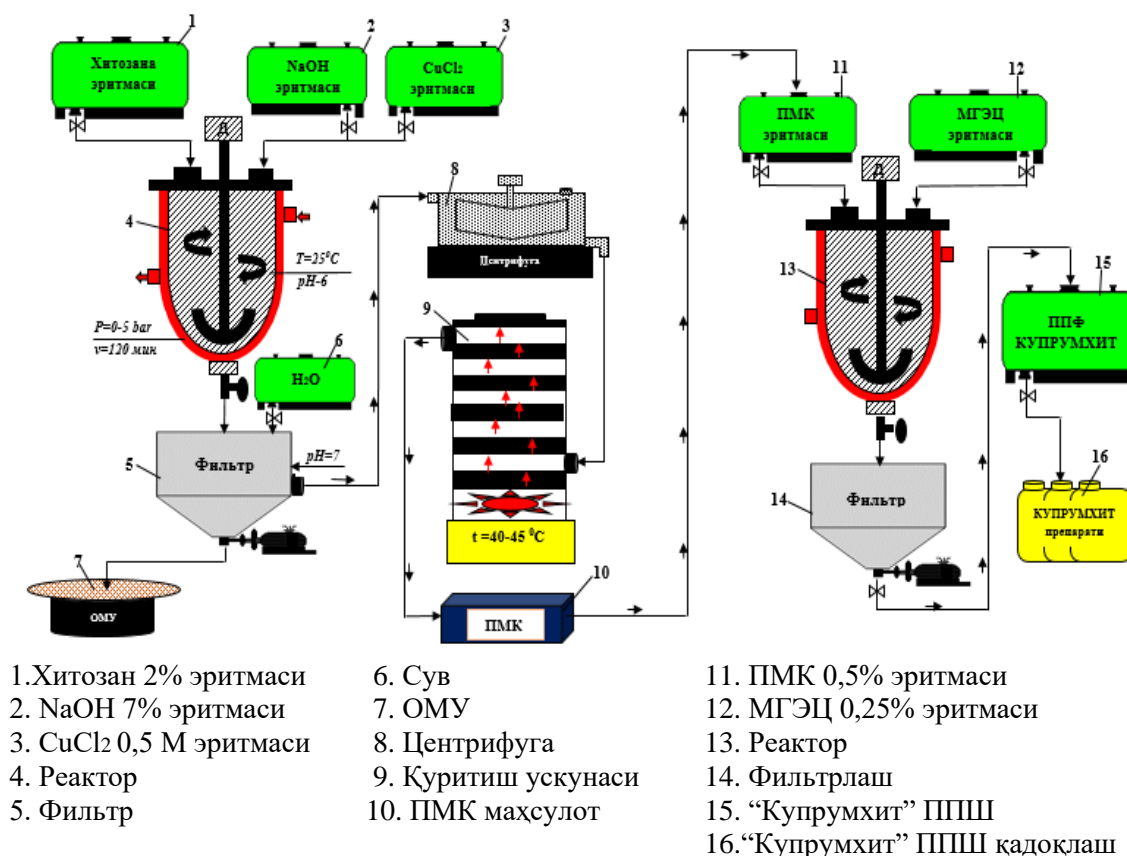 1
Хитозана
эритмаси
2
NaOH
эритмаси
3
CuCl2
эритмаси
Д
4
T=25⁰C
pH-6
P=0-5 bar
v=120 мин
6
H2O
5
Фильтр
pH=7
7
ОМУ
8
Центрифуга
9
t =40-45 ⁰C
10
ПМК
11
ПМК
эритмаси
12
МГЭЦ
эритмаси
Д
13
14
Фильтр
15
ППФ
КУПРУМХИТ
16
КУПРУМХИТ
препарати
1.Хитозан 2% эритмаси
2. NaOH 7% эритмаси
3. CuCl2 0,5 М эритмаси
4. Реактор
5. Фильтр
6. Сув
7. ОМУ
8. Центрифуга
9. Қуритиш ускунаси
10. ПМК маҳсулот
11. ПМК 0,5% эритмаси
12. МГЭЦ 0,25% эритмаси
13. Реактор
14. Фильтрлаш
15. “Купрумхит” ППШ
16.“Купрумхит” ППШ қадоқлаш